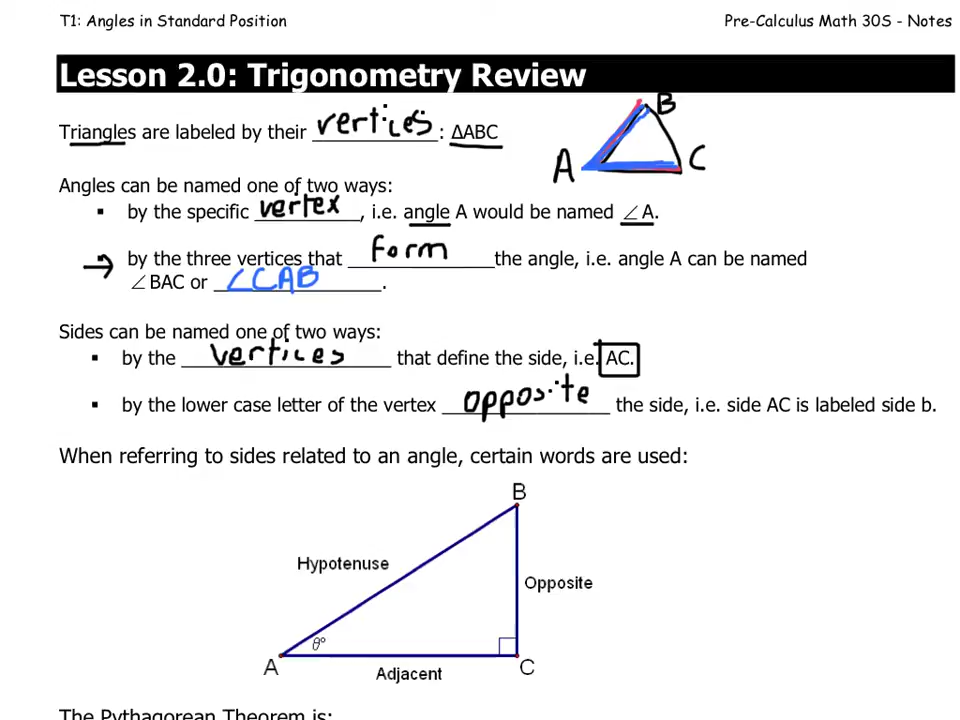 T1: Angles in Standard Position Pre-Calculus Math 30S - Notes
Lesson 2.0: Trigonometry Review
B
Triangles are labeled by their vertices : ΔABC
A C
Angles can be named one of two ways:
▪ by the specific vertex, i.e. angle A would be named ∠A.
▪ by the three vertices that form the angle, i.e. angle A can be named
∠BAC or ∠CAB.
Sides can be named one of two ways:
▪ by the vertices that define the side, i.e. AC.
▪ by the lower case letter of the vertex opposite the side, i.e. side AC is labeled side b.
When referring to sides related to an angle, certain words are used:
B
Hypotenuse
Opposite
θ°
A C
Adjacent
The Pythagorean Theorem is: